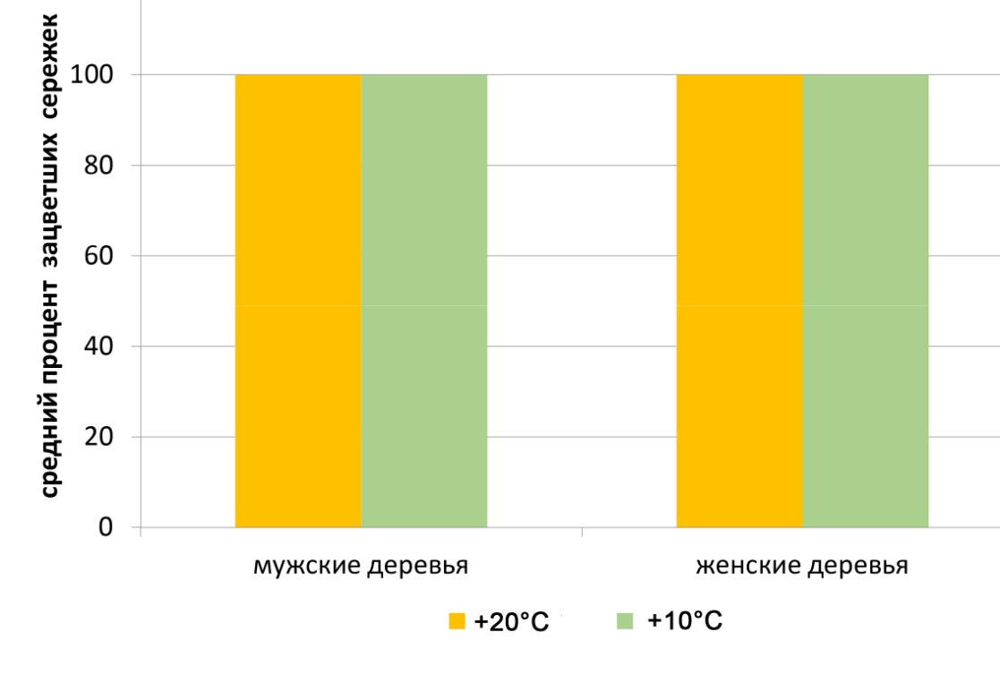 средний процент зацветших сережек
100
80
60
40
20
0
мужские деревья
женские деревья
+20°C
+10°C